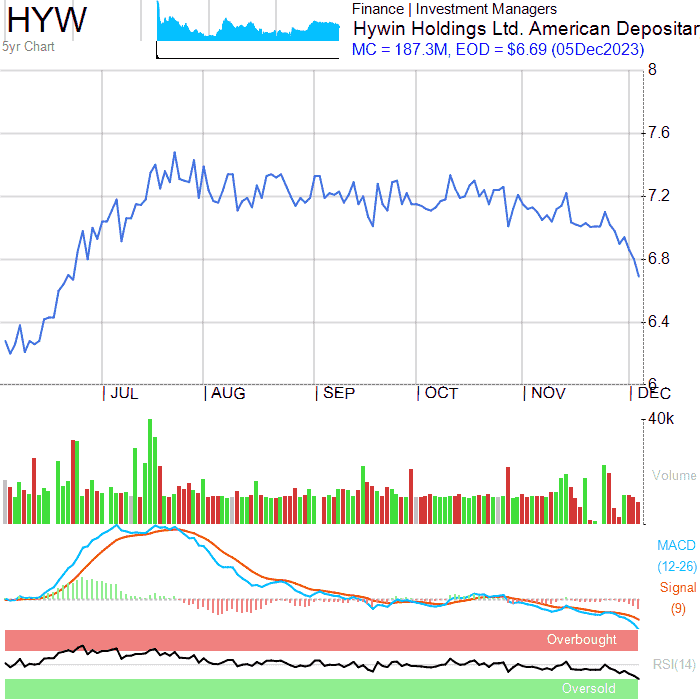 HYW
5yr Chart
Finance | Investment Managers
Hywin Holdings Ltd. American Depositar
MC = 187.3M, EOD = $6.69 (05Dec2023)
8
7.6
7.2
6.8
6.4
6
JUL
AUG
SEP
OCT
NOV
DEC
40k
Volume
MACD
(12-26)
Signal
(9)
Overbought
RSI(14)
Oversold